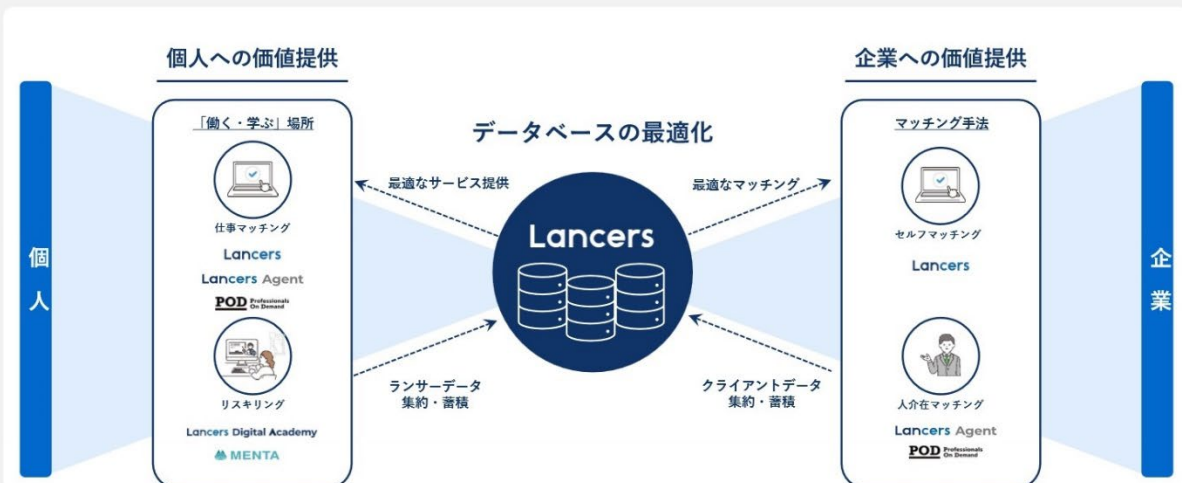 個人への価値提供
企業への価値提供
個人
「働く・学ぶ」場所
仕事マッチング
Lancers
Lancers Agent
POD Professionals On Demand
リスキリング
Lancers Digital Academy
MENTA
データベースの最適化
最適なサービス提供
最適なマッチング
Lancers
ランサーデータ
集約・蓄積
クライアントデータ
集約・蓄積
マッチング手法
セルフマッチング
Lancers
人介在マッチング
Lancers Agent
POD Professionals On Demand
企業